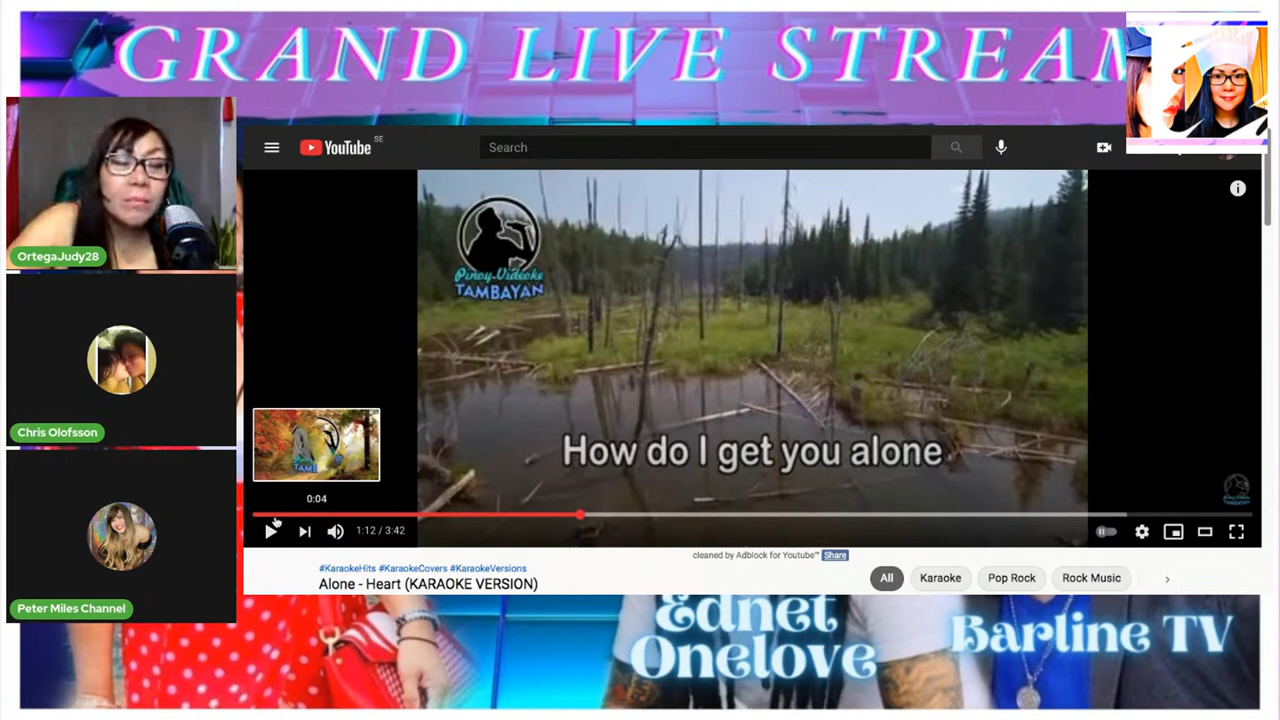 GRAND LIVE STREAM
YouTube SE
Search
Pinoy-Videoke
TAMBAYAN
OrtegaJudy28
How do I get you alone
Chris Olofsson
TAMB
0:04
1:12 / 3:42
cleaned by Adblock for Youtube™ Share
#KaraokeHits #KaraokeCovers #KaraokeVersions
Alone - Heart (KARAOKE VERSION)
All
Karaoke
Pop Rock
Rock Music
Peter Miles Channel
Ednet
Onelove
Barline TV